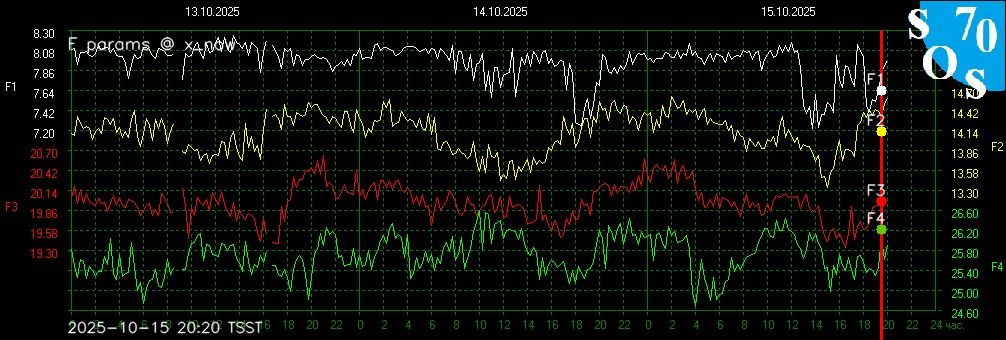 13.10.2025 14.10.2025 15.10.2025
S 70 O S
F params @ x now
F1
8.30
8.08
7.86
7.64
7.42
7.20
F3
20.70
20.42
20.14
19.86
19.58
19.30
F1
F2
F3
F4
14.70
14.42
14.14
13.86
13.58
13.30
F2
26.60
26.20
25.80
25.40
25.00
24.60
F4
2025-10-15 20:20 TSST
18 20 22 0 2 4 6 8 10 12 14 16 18 20 22 0 2 4 6 8 10 12 14 16 18 20 22 24 час.